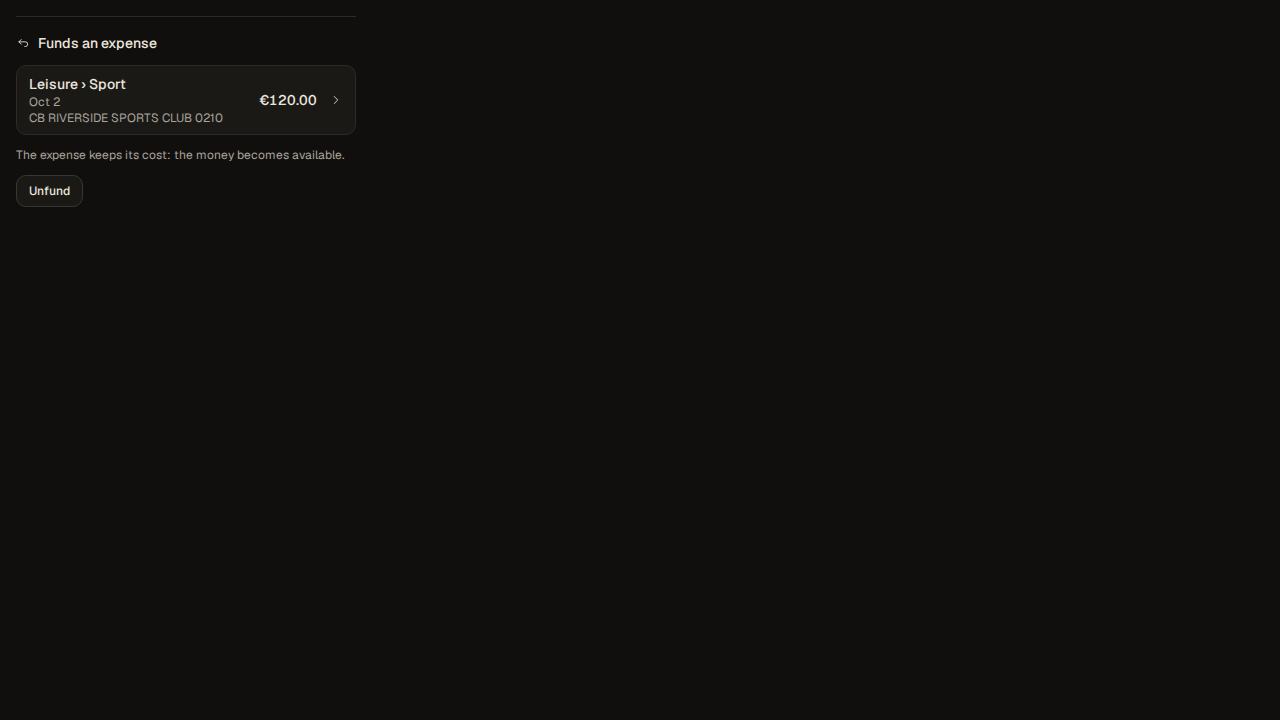 Funds an expense
Leisure › Sport
Oct 2
CB RIVERSIDE SPORTS CLUB 0210
€120.00
The expense keeps its cost: the money becomes available.
Unfund